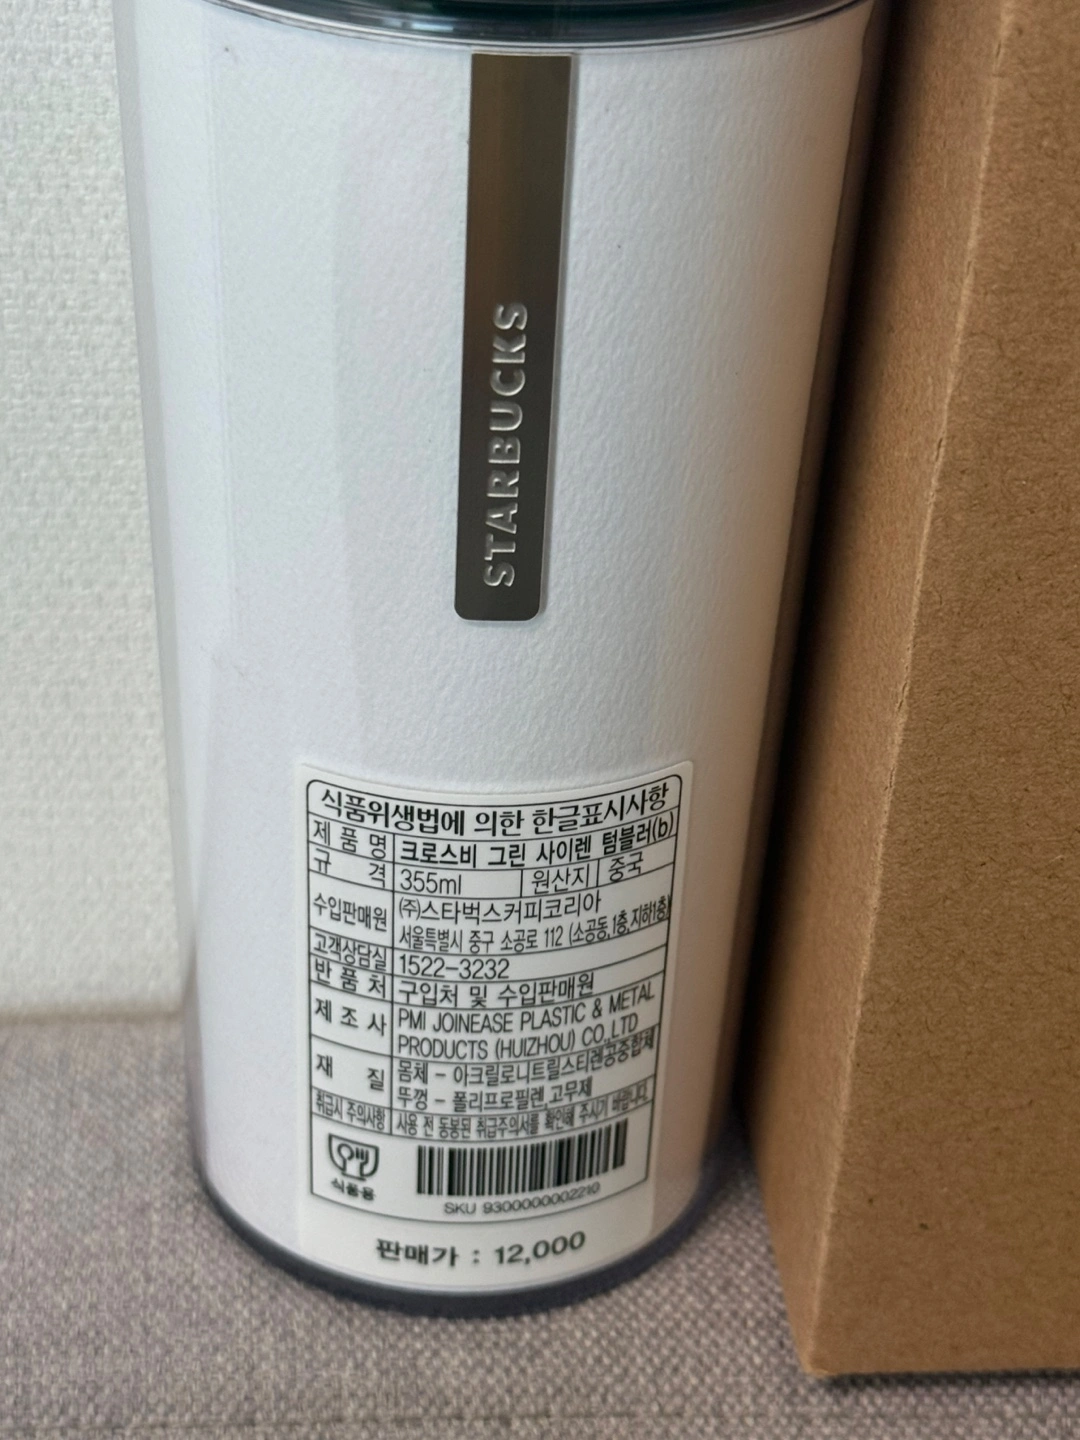 STARBUCKS
식품위생법에 의한 한글표시사항
제품명 크로스비 그린 사이렌 텀블러(b)
규격 355ml 원산지 중국
수입판매원 (주)스타벅스커피코리아
서울특별시 중구 소공로 112 (소공동,1층,지하1층)
고객상담실 1522-3232
반품처 구입처 및 수입판매원
제조사 PMI JOINEASE PLASTIC & METAL
PRODUCTS (HUIZHOU) CO.,LTD
재질 몸체 - 아크릴로니트릴스티렌공중합체
뚜껑 - 폴리프로필렌,고무제
취급시 주의사항 사용 전 동봉된 취급주의서를 확인해 주시기 바랍니다.
식품용
SKU 9300000002210
판매가 : 12,000